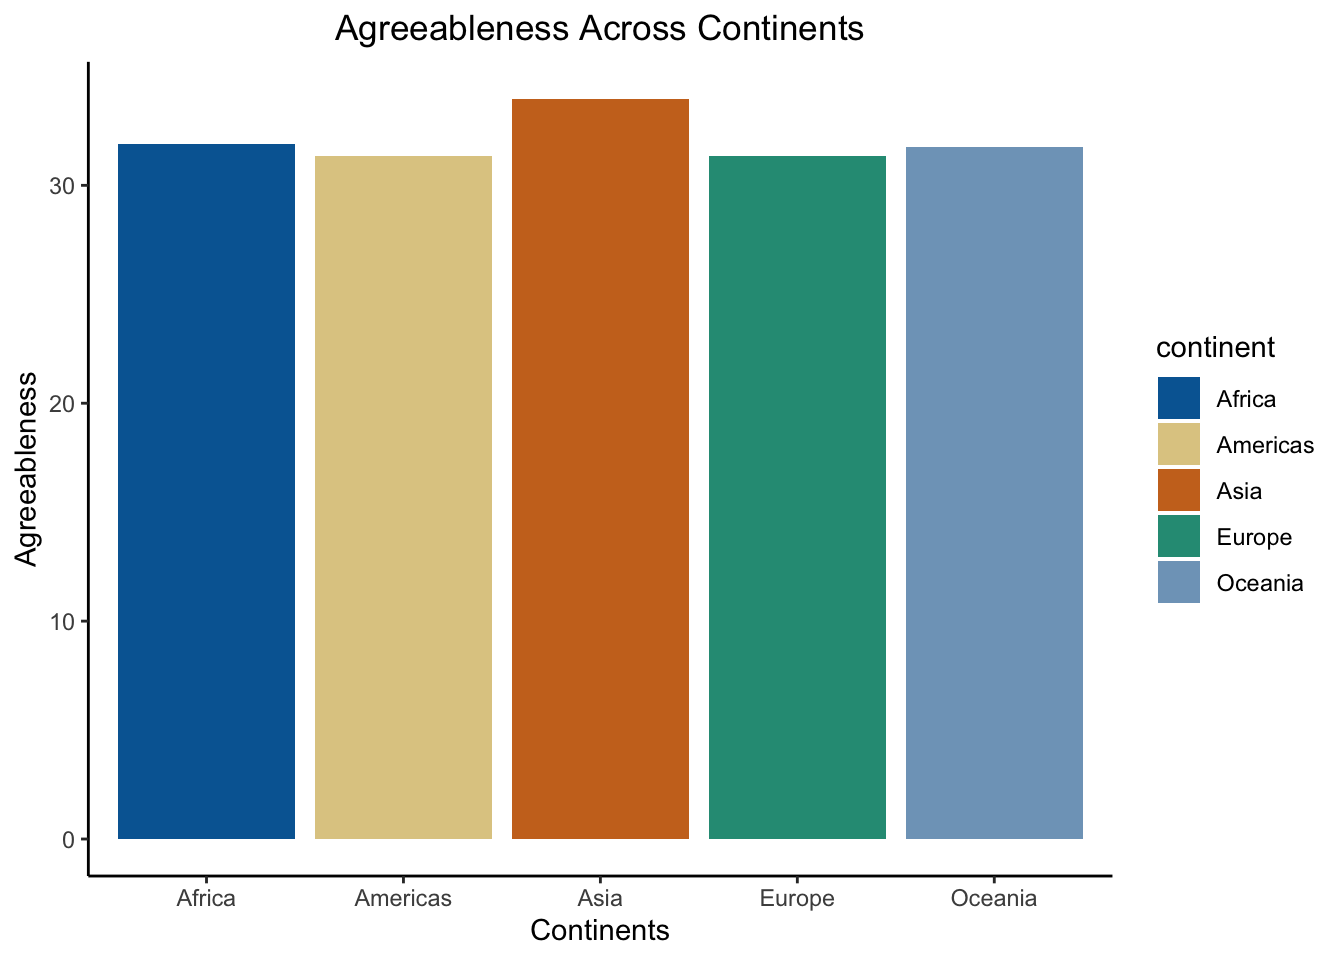 Agreeableness Across Continents
Agreeableness
30
20
10
0
Africa
Americas
Asia
Europe
Oceania
Continents
continent
Africa
Americas
Asia
Europe
Oceania